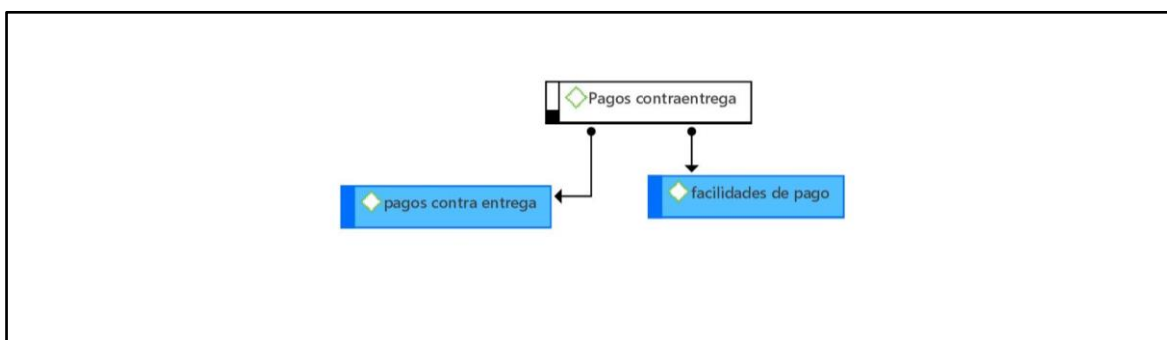 Pagos contraentrega
pagos contra entrega
facilidades de pago